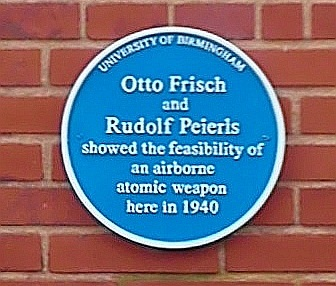 UNIVERSITY OF BIRMINGHAM
Otto Frisch
and
Rudolf Peierls
showed the feasibility of
an airborne
atomic weapon
here in 1940